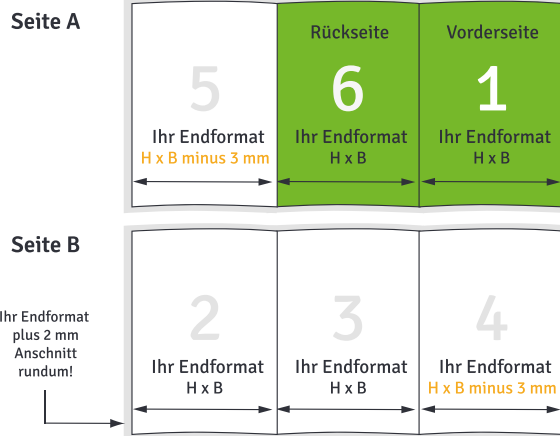 Seite A
Rückseite
Vorderseite
5
6
1
Ihr Endformat
H x B minus 3 mm
Ihr Endformat
H x B
Ihr Endformat
H x B
Seite B
Ihr Endformat
plus 2 mm
Anschnitt
rundum!
2
3
4
Ihr Endformat
H x B
Ihr Endformat
H x B
Ihr Endformat
H x B minus 3 mm